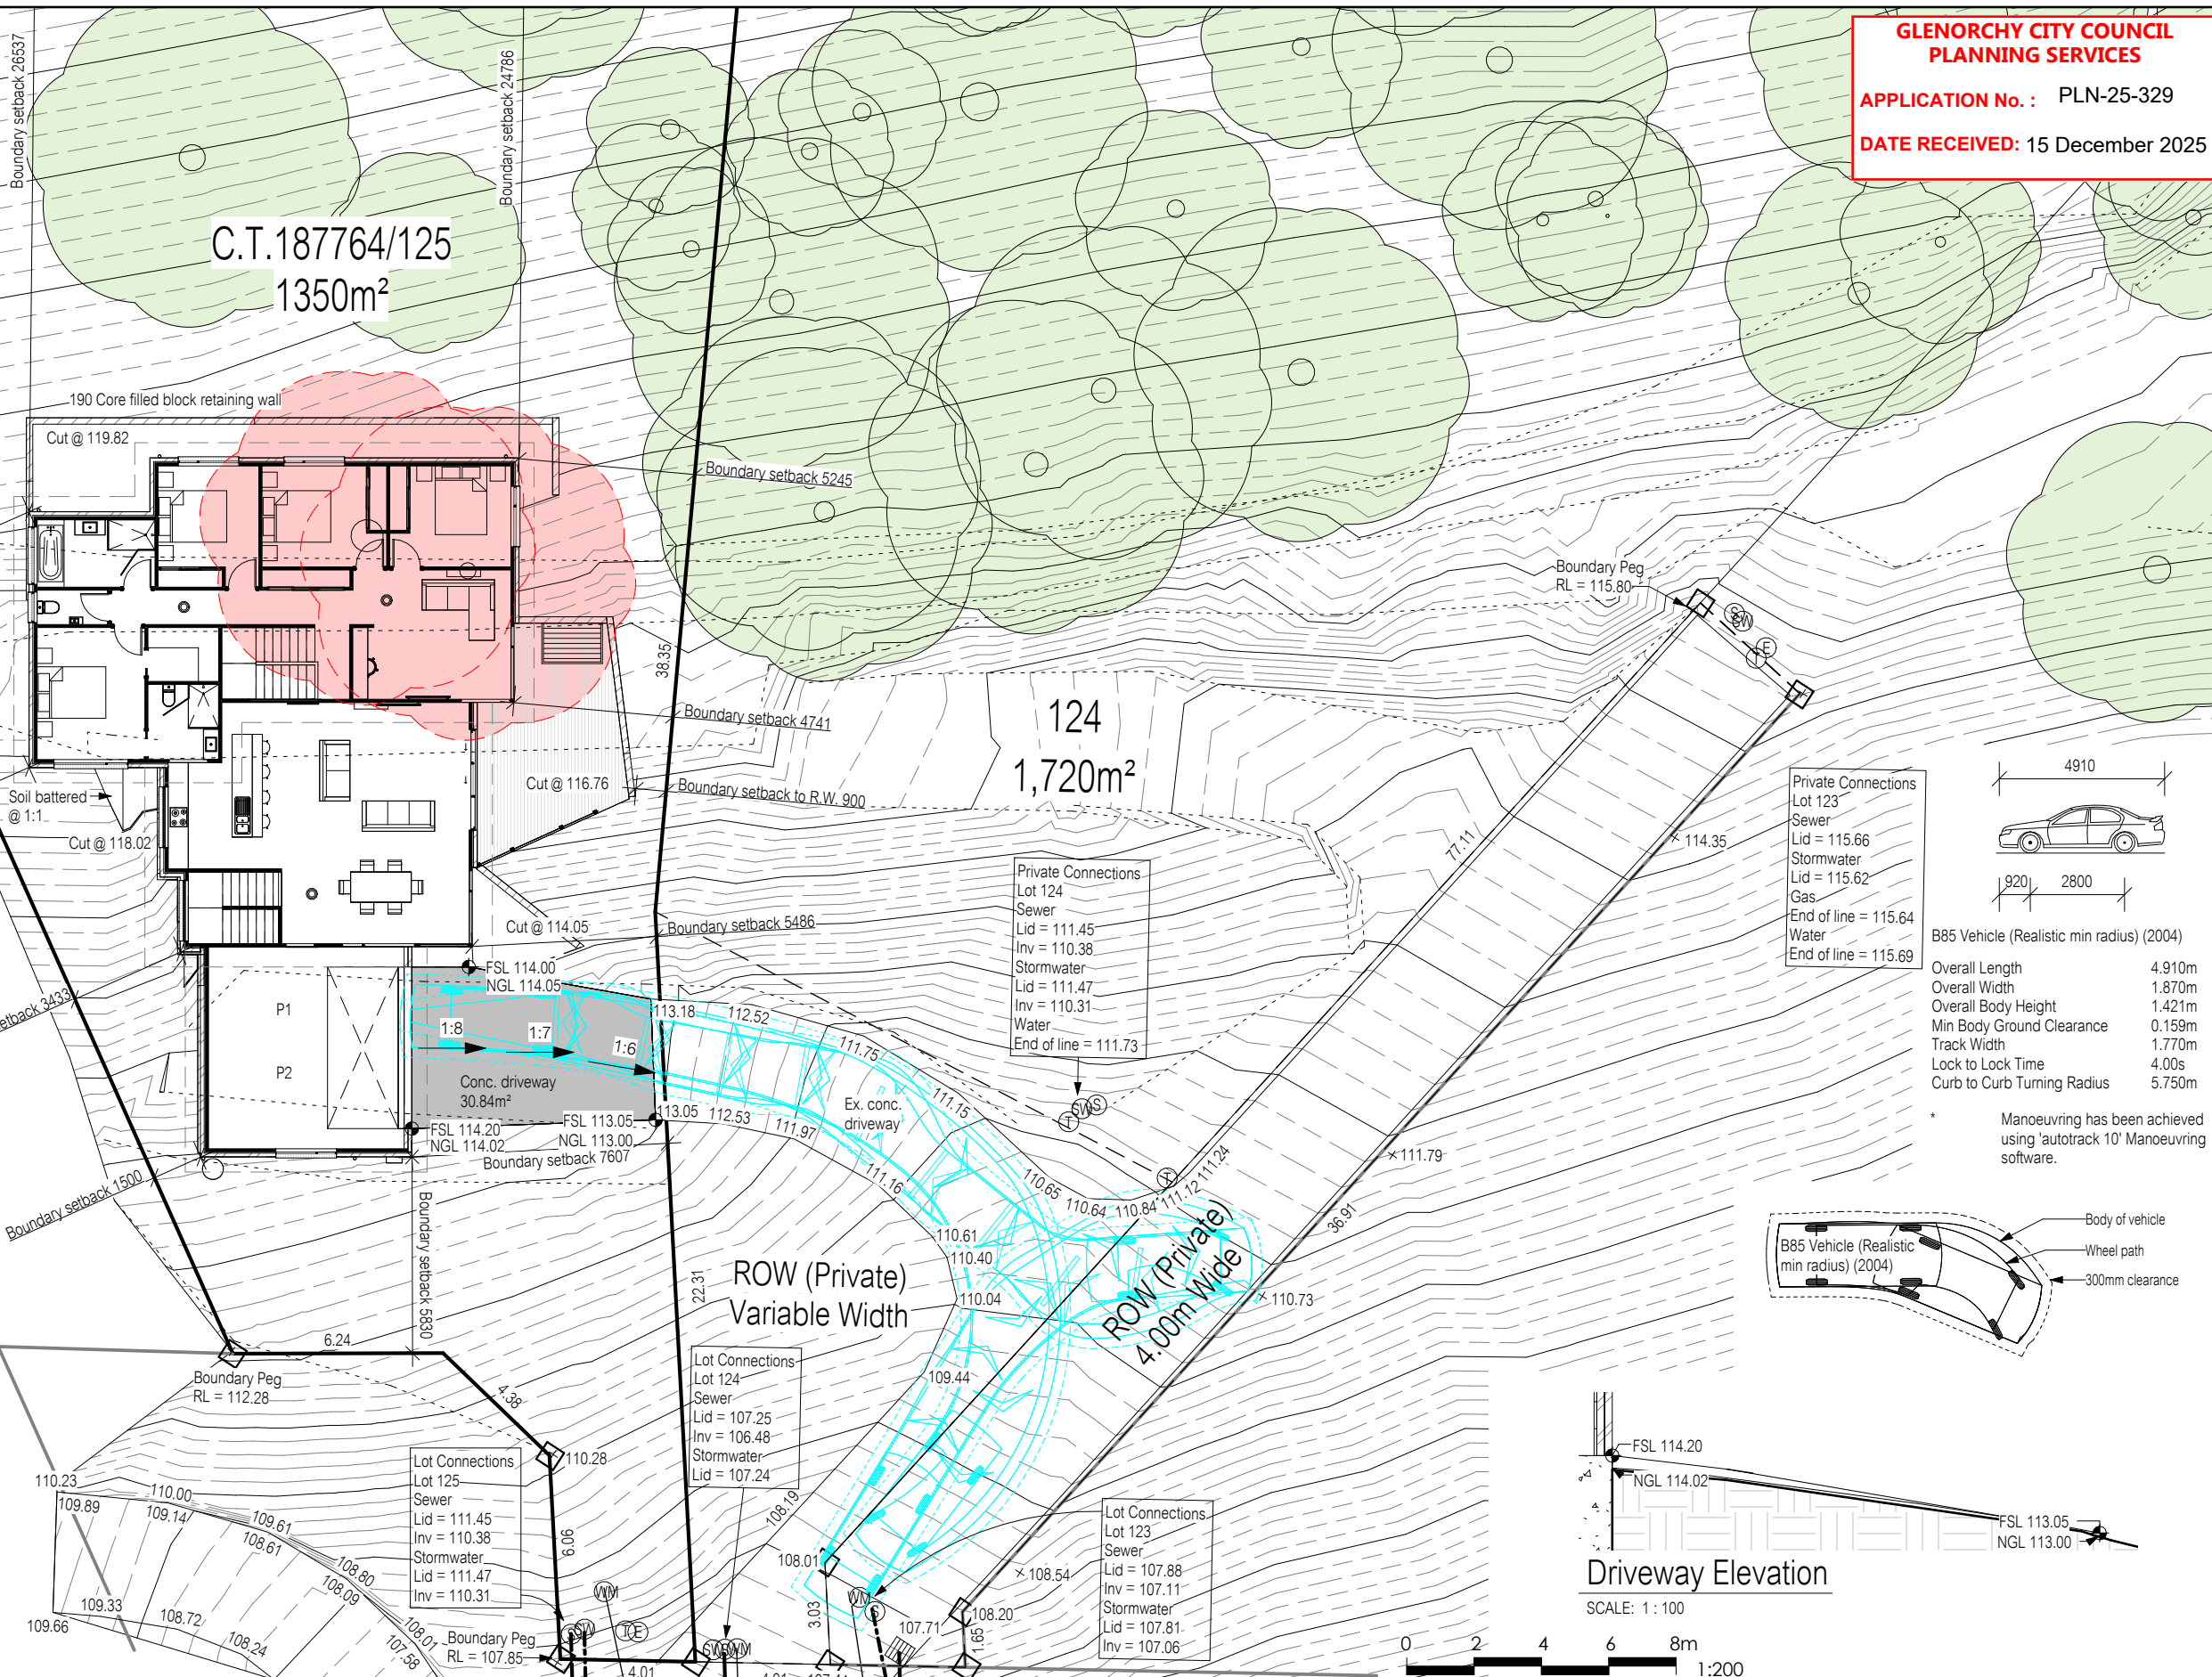 GLENORCHY CITY COUNCIL
PLANNING SERVICES
APPLICATION No. : PLN-25-329
DATE RECEIVED: 15 December 2025
Boundary setback 26537
Boundary setback 24786
C.T.187764/125
1350m²
190 Core filled block retaining wall
Cut @ 119.82
Boundary setback 5245
38.35
Boundary setback 4741
Cut @ 116.76
Boundary setback to R.W. 900
Soil battered
@ 1:1
Cut @ 118.02
124
1,720m²
Boundary Peg
RL = 115.80
S
SW
E
77.11
114.35
Private Connections
Lot 123
Sewer
Lid = 115.66
Stormwater
Lid = 115.62
Gas
End of line = 115.64
Water
End of line = 115.69
4910
920
2800
B85 Vehicle (Realistic min radius) (2004)
Overall Length 4.910m
Overall Width 1.870m
Overall Body Height 1.421m
Min Body Ground Clearance 0.159m
Track Width 1.770m
Lock to Lock Time 4.00s
Curb to Curb Turning Radius 5.750m
* Manoeuvring has been achieved
using 'autotrack 10' Manoeuvring
software.
Private Connections
Lot 124
Sewer
Lid = 111.45
Inv = 110.38
Stormwater
Lid = 111.47
Inv = 110.31
Water
End of line = 111.73
T
SW
S
Cut @ 114.05
Boundary setback 5486
FSL 114.00
NGL 114.05
P1
P2
1:8
1:7
1:6
Conc. driveway
30.84m²
FSL 114.20
NGL 114.02
FSL 113.05
NGL 113.00
Boundary setback 7607
113.18
112.52
111.75
111.15
113.05
112.53
111.97
111.16
Ex. conc.
driveway
110.65
110.64
110.84
111.12
111.24
110.61
110.40
110.04
109.44
111.79
36.91
110.73
etback 3433
Boundary setback 1500
Boundary setback 5830
ROW (Private)
Variable Width
ROW (Private)
4.00m Wide
22.31
6.24
4.38
Boundary Peg
RL = 112.28
110.28
6.06
Lot Connections
Lot 124
Sewer
Lid = 107.25
Inv = 106.48
Stormwater
Lid = 107.24
Lot Connections
Lot 125
Sewer
Lid = 111.45
Inv = 110.38
Stormwater
Lid = 111.47
Inv = 110.31
Lot Connections
Lot 123
Sewer
Lid = 107.88
Inv = 107.11
Stormwater
Lid = 107.81
Inv = 107.06
110.23
109.89
110.00
109.14
109.61
108.61
108.80
108.09
108.01
107.58
109.33
108.72
108.24
109.66
108.19
108.01
3.03
WM
S
107.71
108.20
1.65
108.54
WM
SW
T
E
SW
WM
Boundary Peg
RL = 107.85
4.01
B85 Vehicle (Realistic
min radius) (2004)
Body of vehicle
Wheel path
300mm clearance
FSL 114.20
NGL 114.02
FSL 113.05
NGL 113.00
Driveway Elevation
SCALE: 1 : 100
0 2 4 6 8m
1:200